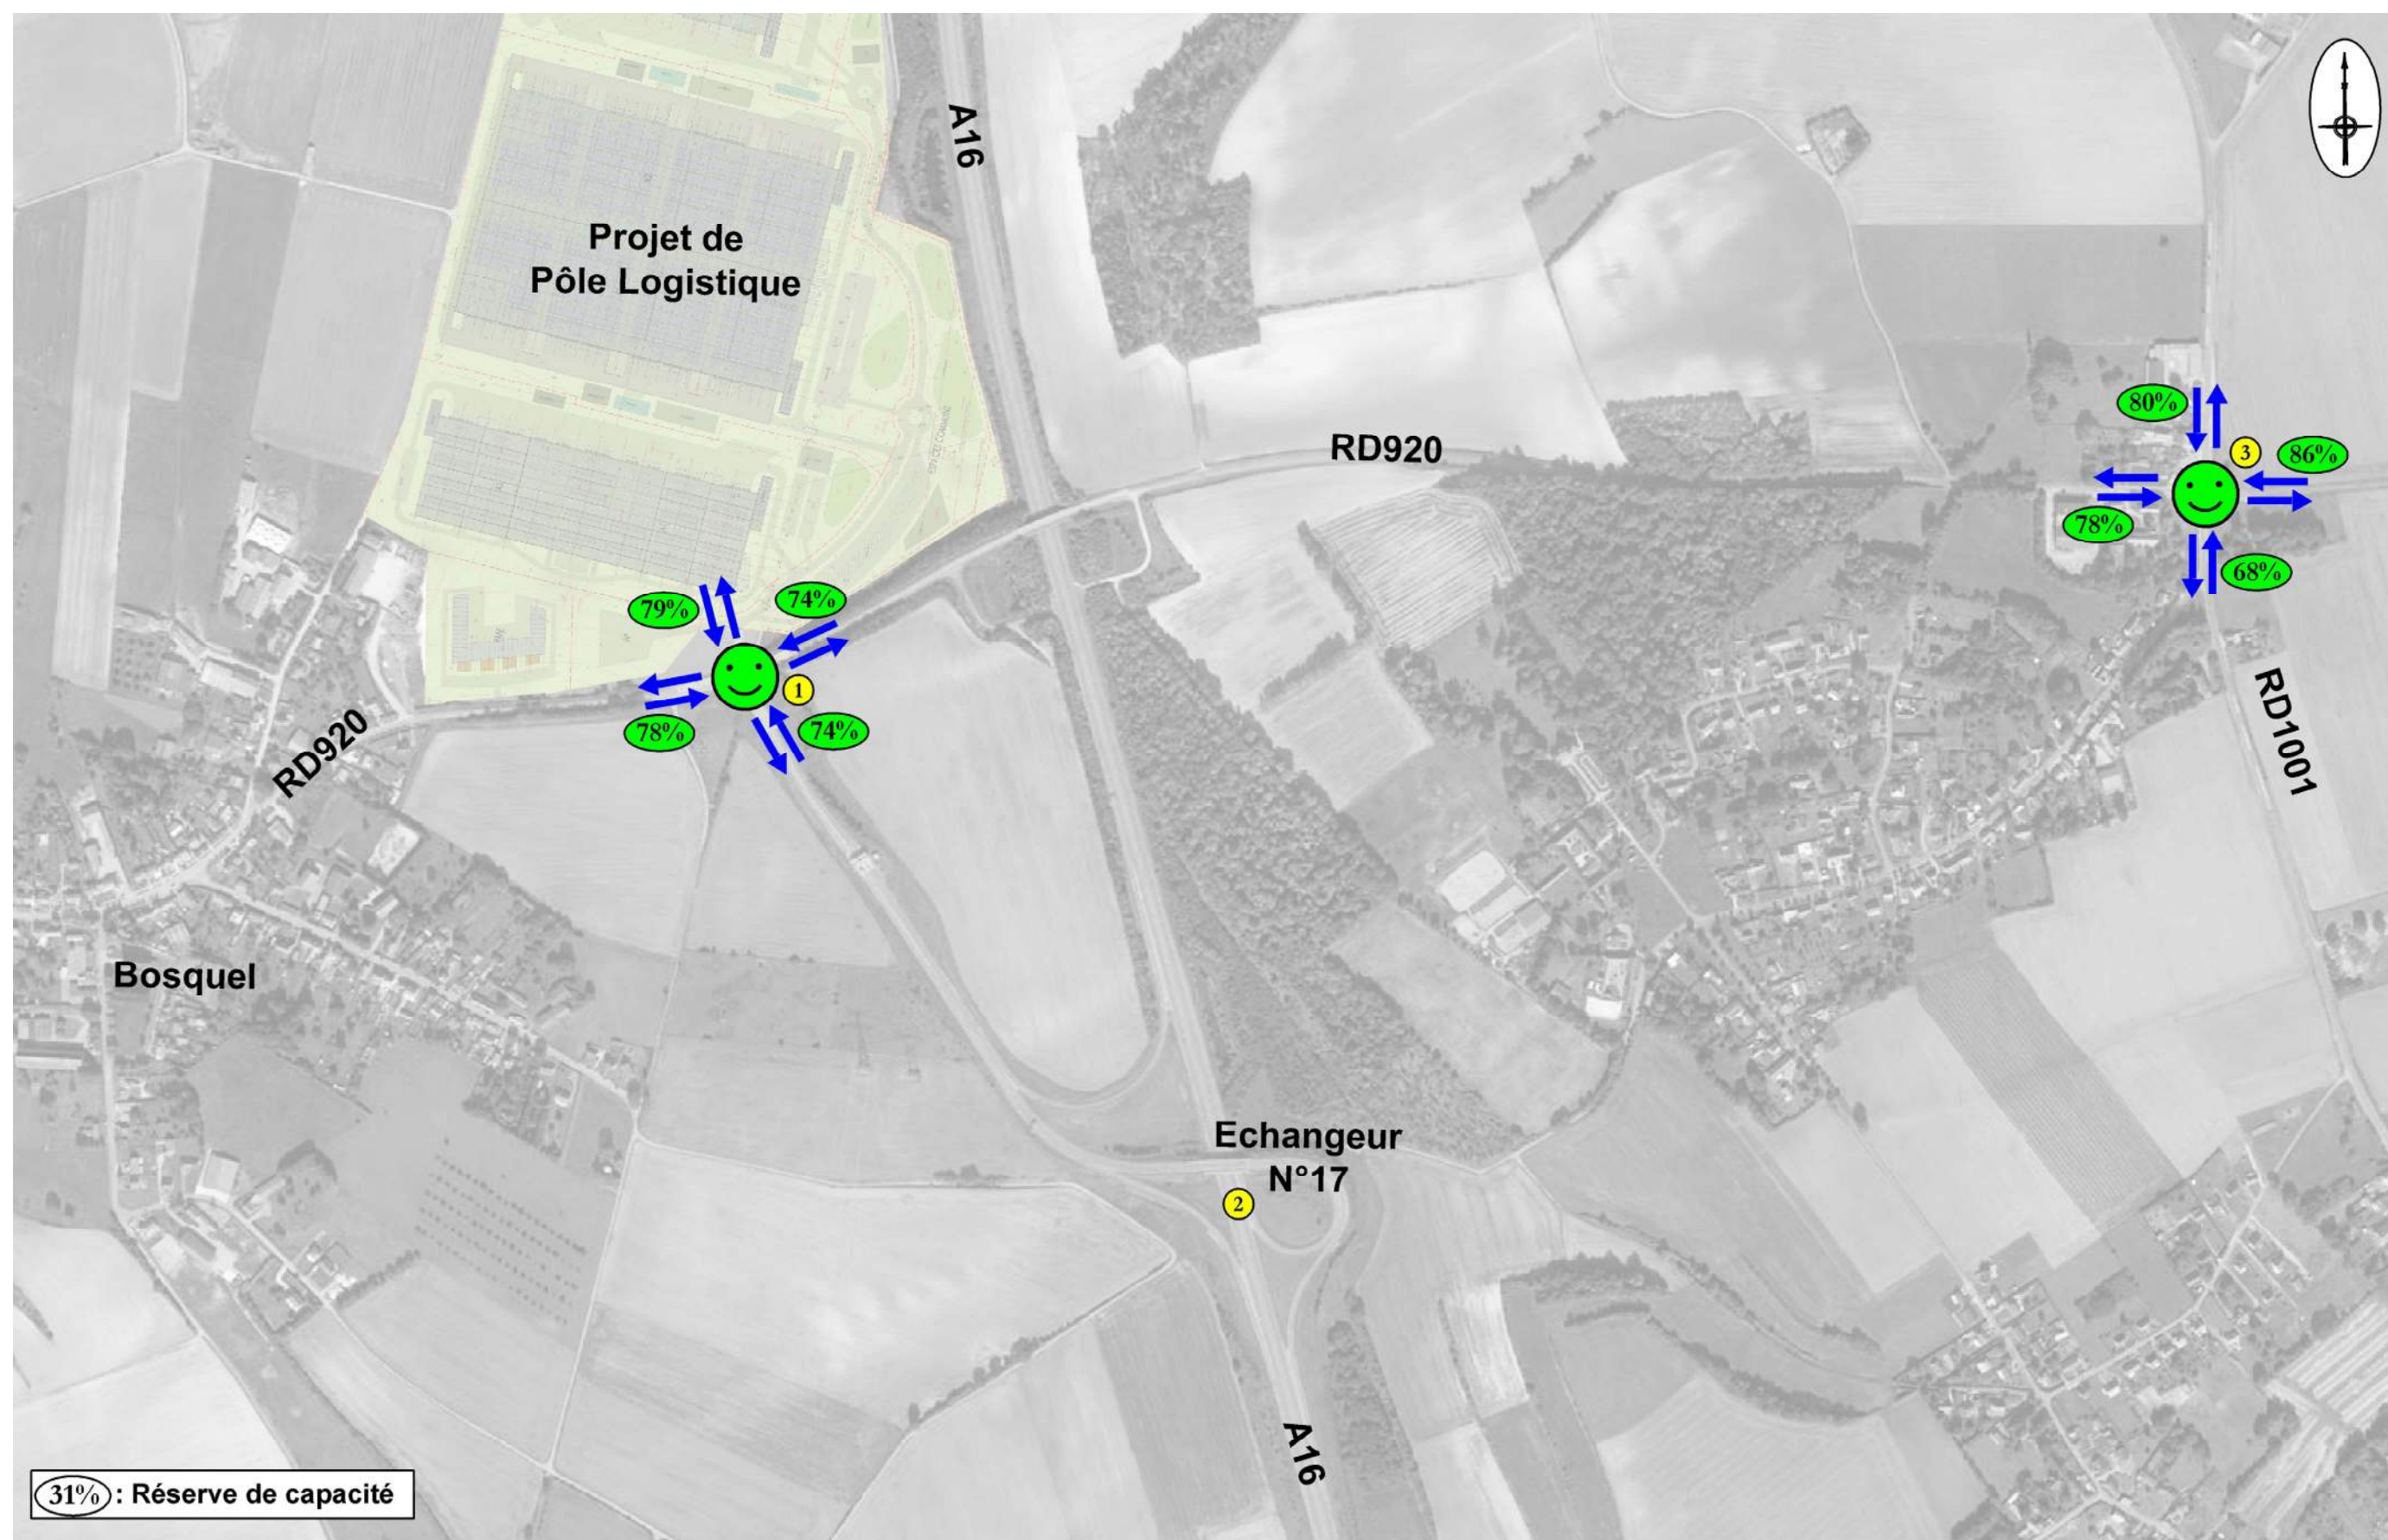 A16
Projet de
Pôle Logistique
RD920
80%
3
86%
78%
68%
79%
74%
1
78%
74%
RD920
RD1001
Bosquel
Echangeur
N°17
2
A16
31% : Réserve de capacité